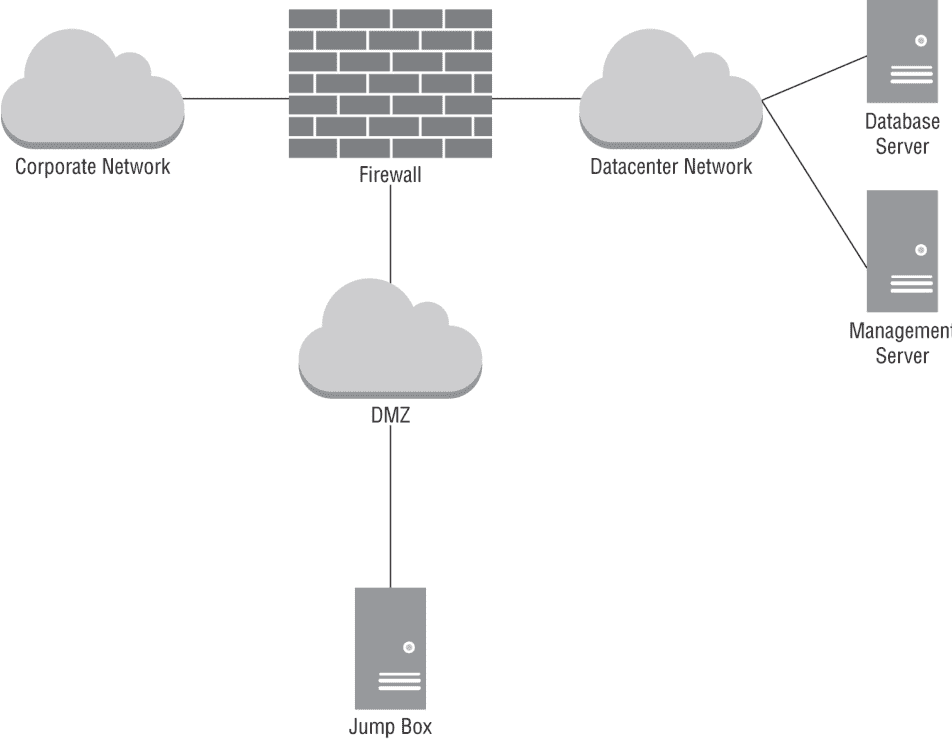 Corporate Network
Firewall
Datacenter Network
Database
Server
Management
Server
DMZ
Jump Box